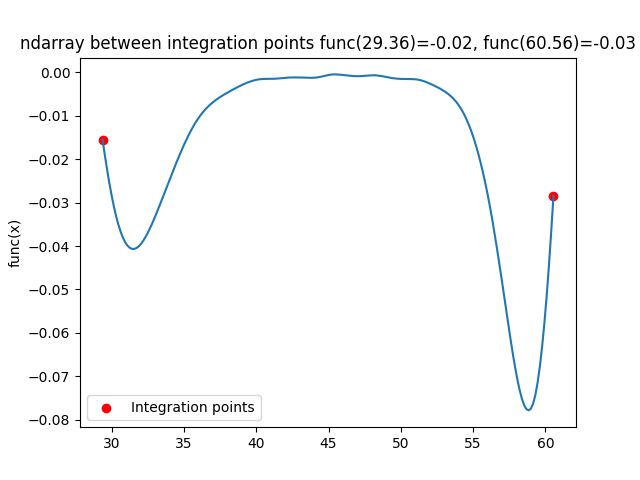 ndarray between integration points func(29.36)=-0.02, func(60.56)=-0.03
0.00
−0.01
−0.02
−0.03
−0.04
−0.05
−0.06
−0.07
−0.08
func(x)
Integration points
30 35 40 45 50 55 60